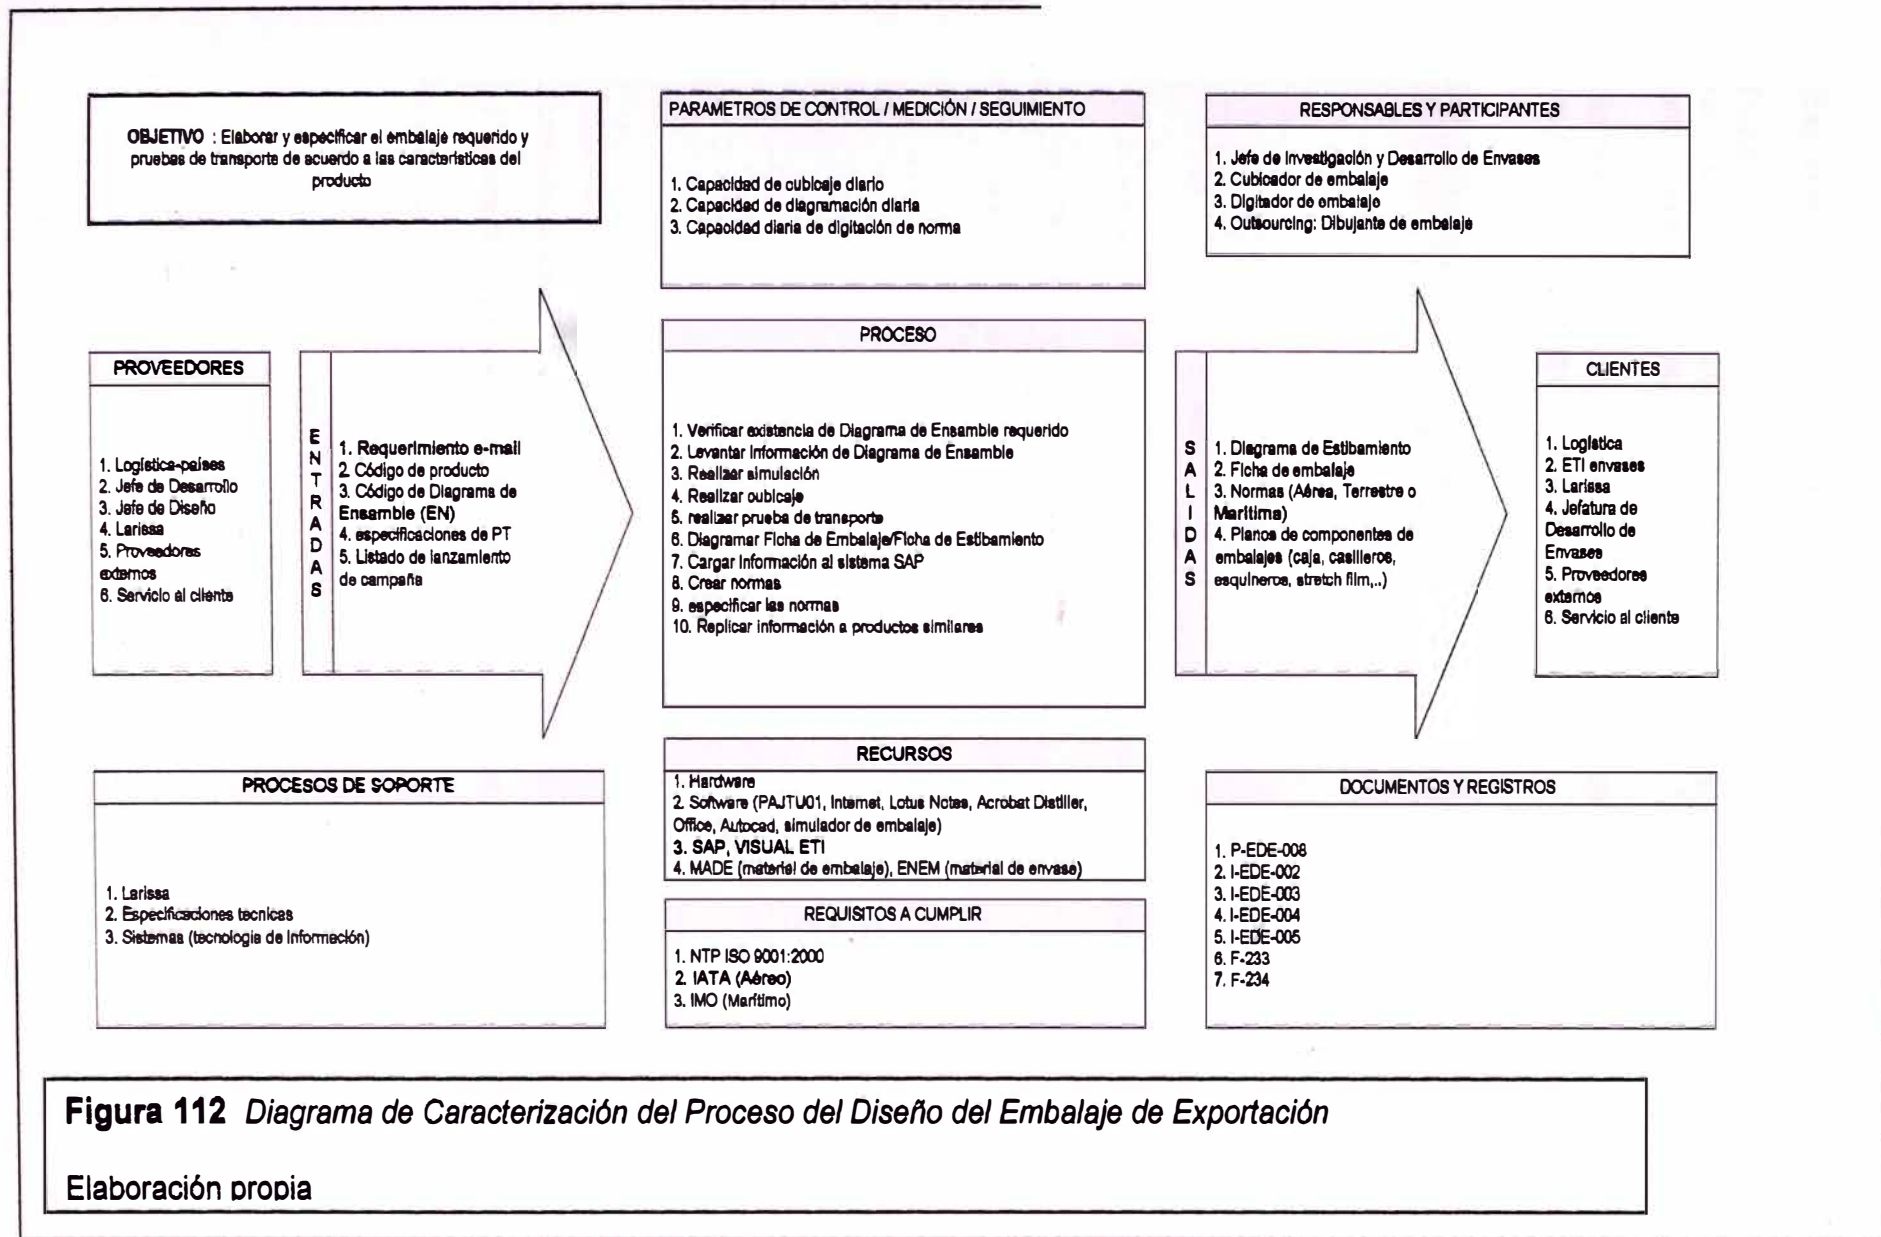 OBJETIVO : Elaborar y especificar el embalaje requerido y
pruebas de transporte de acuerdo a las características del
producto
PARAMETROS DE CONTROL / MEDICIÓN / SEGUIMIENTO
1. Capacidad de cubicaje diario
2. Capacidad de diagramación diaria
3. Capacidad diaria de digitación de norma
RESPONSABLES Y PARTICIPANTES
1. Jefe de Investigación y Desarrollo de Envases
2. Cubicador de embalaje
3. Digitador de embalaje
4. Outsourcing: Dibujante de embalaje
PROVEEDORES
1. Logística-países
2. Jefe de Desarrollo
3. Jefe de Diseño
4. Larissa
5. Proveedores
externos
6. Servicio al cliente
ENTRADAS
1. Requerimiento e-mail
2. Código de producto
3. Código de Diagrama de
Ensamble (EN)
4. especificaciones de PT
5. Listado de lanzamiento
de campaña
PROCESO
1. Verificar existencia de Diagrama de Ensamble requerido
2. Levantar Información de Diagrama de Ensamble
3. Realizar simulación
4. Realizar cubicaje
5. realizar prueba de transporte
6. Diagramar Ficha de Embalaje/Ficha de Estibamiento
7. Cargar Información al sistema SAP
8. Crear normas
9. especificar las normas
10. Replicar información a productos similares
SALIDAS
1. Diagrama de Estibamiento
2. Ficha de embalaje
3. Normas (Aérea, Terrestre o
Marítima)
4. Planos de componentes de
embalajes (caja, casilleros,
esquineros, stretch film,..)
CLIENTES
1. Logística
2. ETI envases
3. Larissa
4. Jefatura de
Desarrollo de
Envases
5. Proveedores
externos
6. Servicio al cliente
PROCESOS DE SOPORTE
1. Larissa
2. Especificaciones tecnicas
3. Sistemas (tecnologia de Información)
RECURSOS
1. Hardware
2. Software (PAJTU01, Internet, Lotus Notes, Acrobat Distiller,
Office, Autocad, simulador de embalaje)
3. SAP, VISUAL ETI
4. MADE (material de embalaje), ENEM (material de envase)
REQUISITOS A CUMPLIR
1. NTP ISO 9001:2000
2. IATA (Aéreo)
3. IMO (Marítimo)
DOCUMENTOS Y REGISTROS
1. P-EDE-008
2. I-EDE-002
3. I-EDE-003
4. I-EDE-004
5. I-EDE-005
6. F-233
7. F-234
Figura 112 Diagrama de Caracterización del Proceso del Diseño del Embalaje de Exportación
Elaboración propia